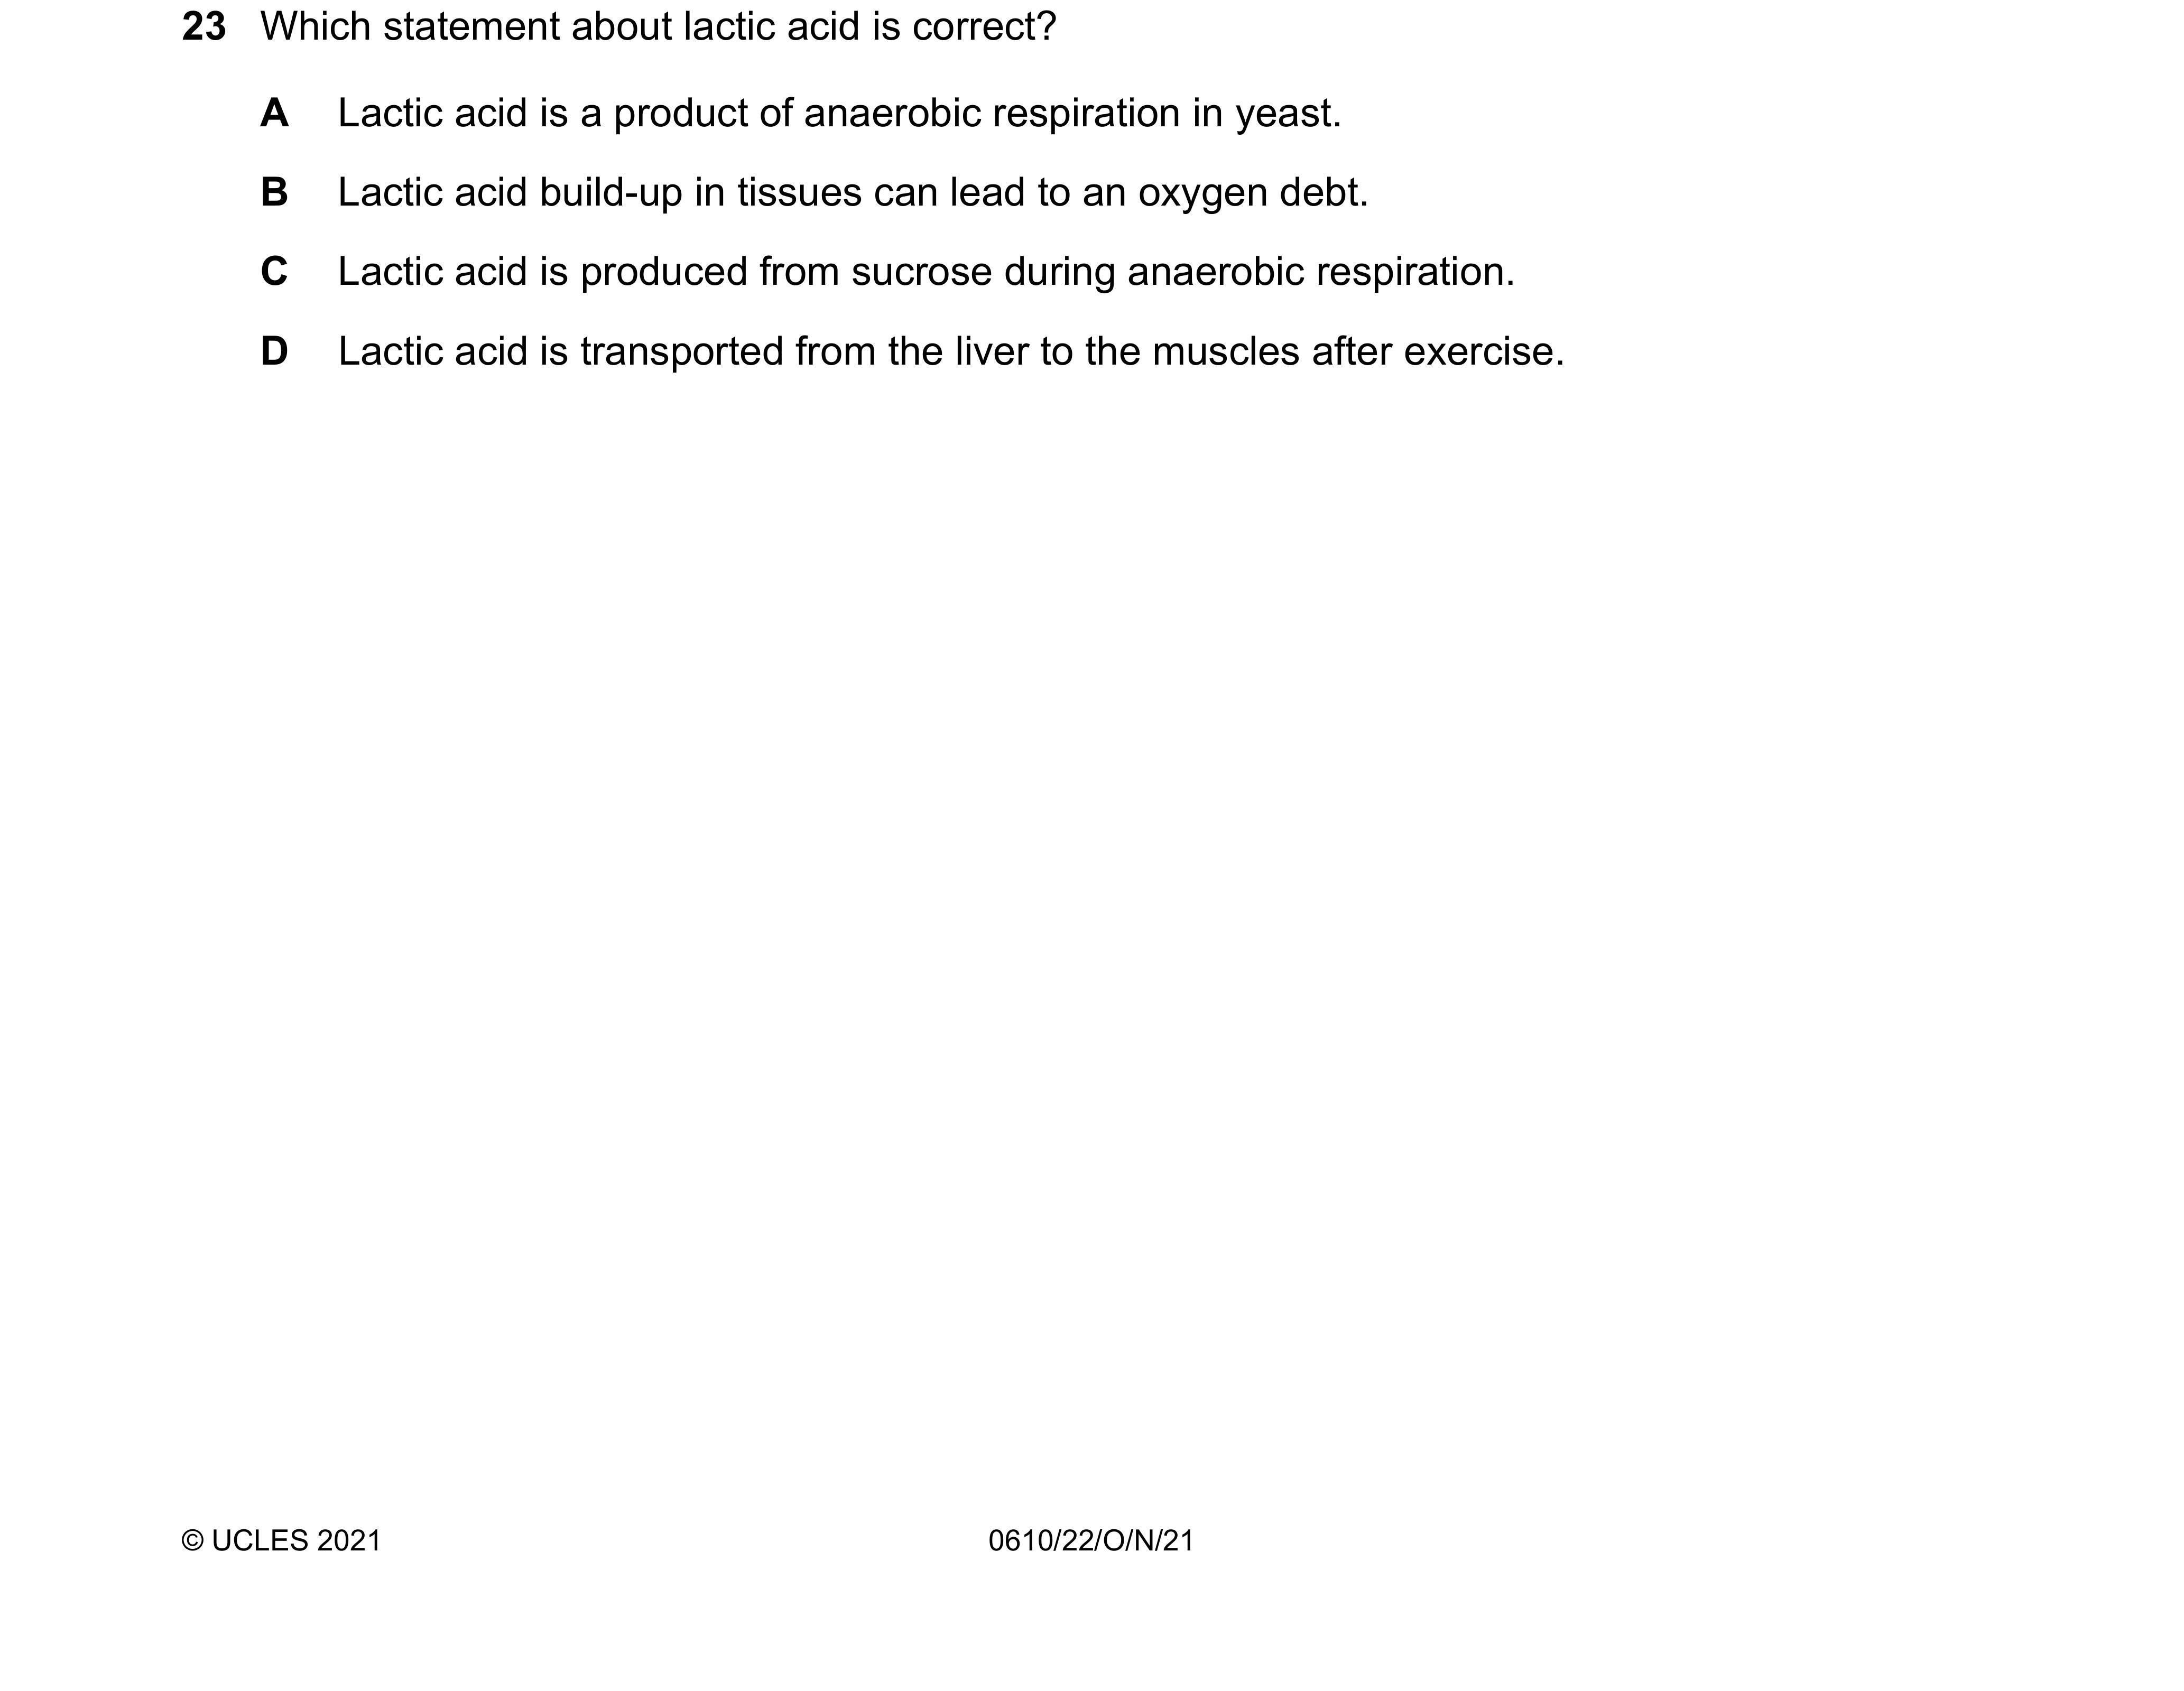 23 Which statement about lactic acid is correct?
A Lactic acid is a product of anaerobic respiration in yeast.
B Lactic acid build-up in tissues can lead to an oxygen debt.
C Lactic acid is produced from sucrose during anaerobic respiration.
D Lactic acid is transported from the liver to the muscles after exercise.
© UCLES 2021 0610/22/O/N/21